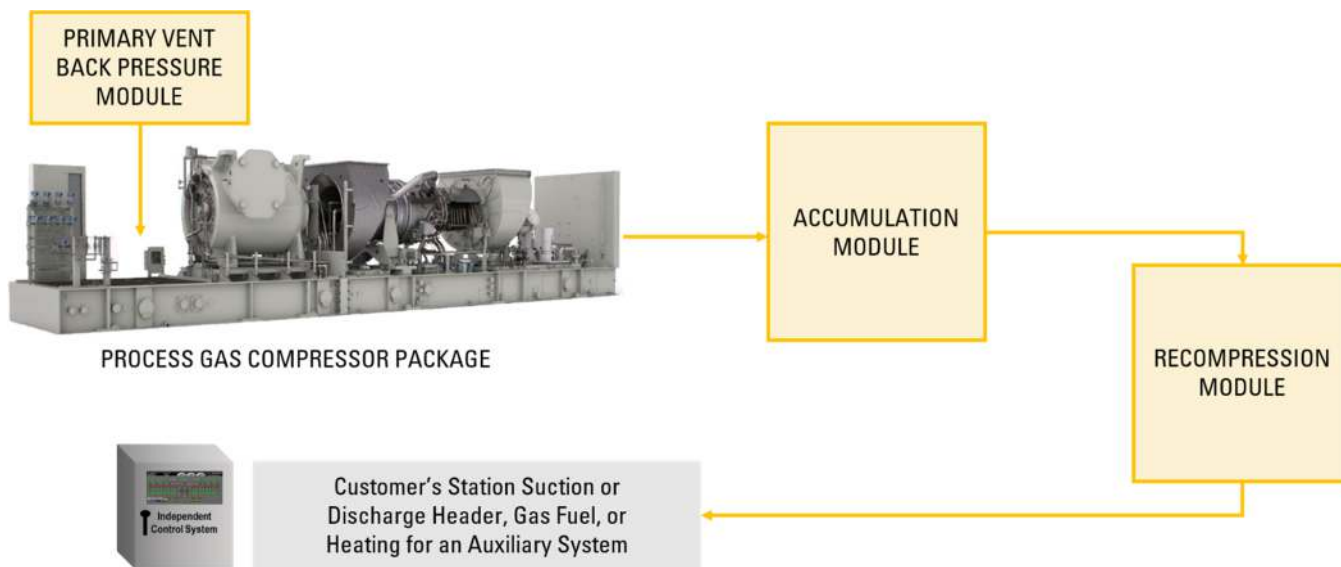 PRIMARY VENT
BACK PRESSURE
MODULE
PROCESS GAS COMPRESSOR PACKAGE
ACCUMULATION
MODULE
RECOMPRESSION
MODULE
Independent
Control System
Customer’s Station Suction or
Discharge Header, Gas Fuel, or
Heating for an Auxiliary System